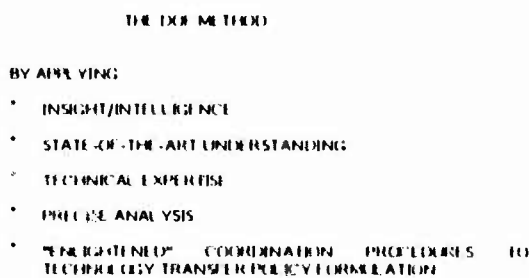 THE DOE METHOD
BY APPLYING
* INSIGHT/INTELLIGENCE
* STATE-OF-THE-ART UNDERSTANDING
* TECHNICAL EXPERTISE
* PRECISE ANALYSIS
* "ENLIGHTENED" COORDINATION PROCEDURES TO
TECHNOLOGY TRANSFER POLICY FORMULATION